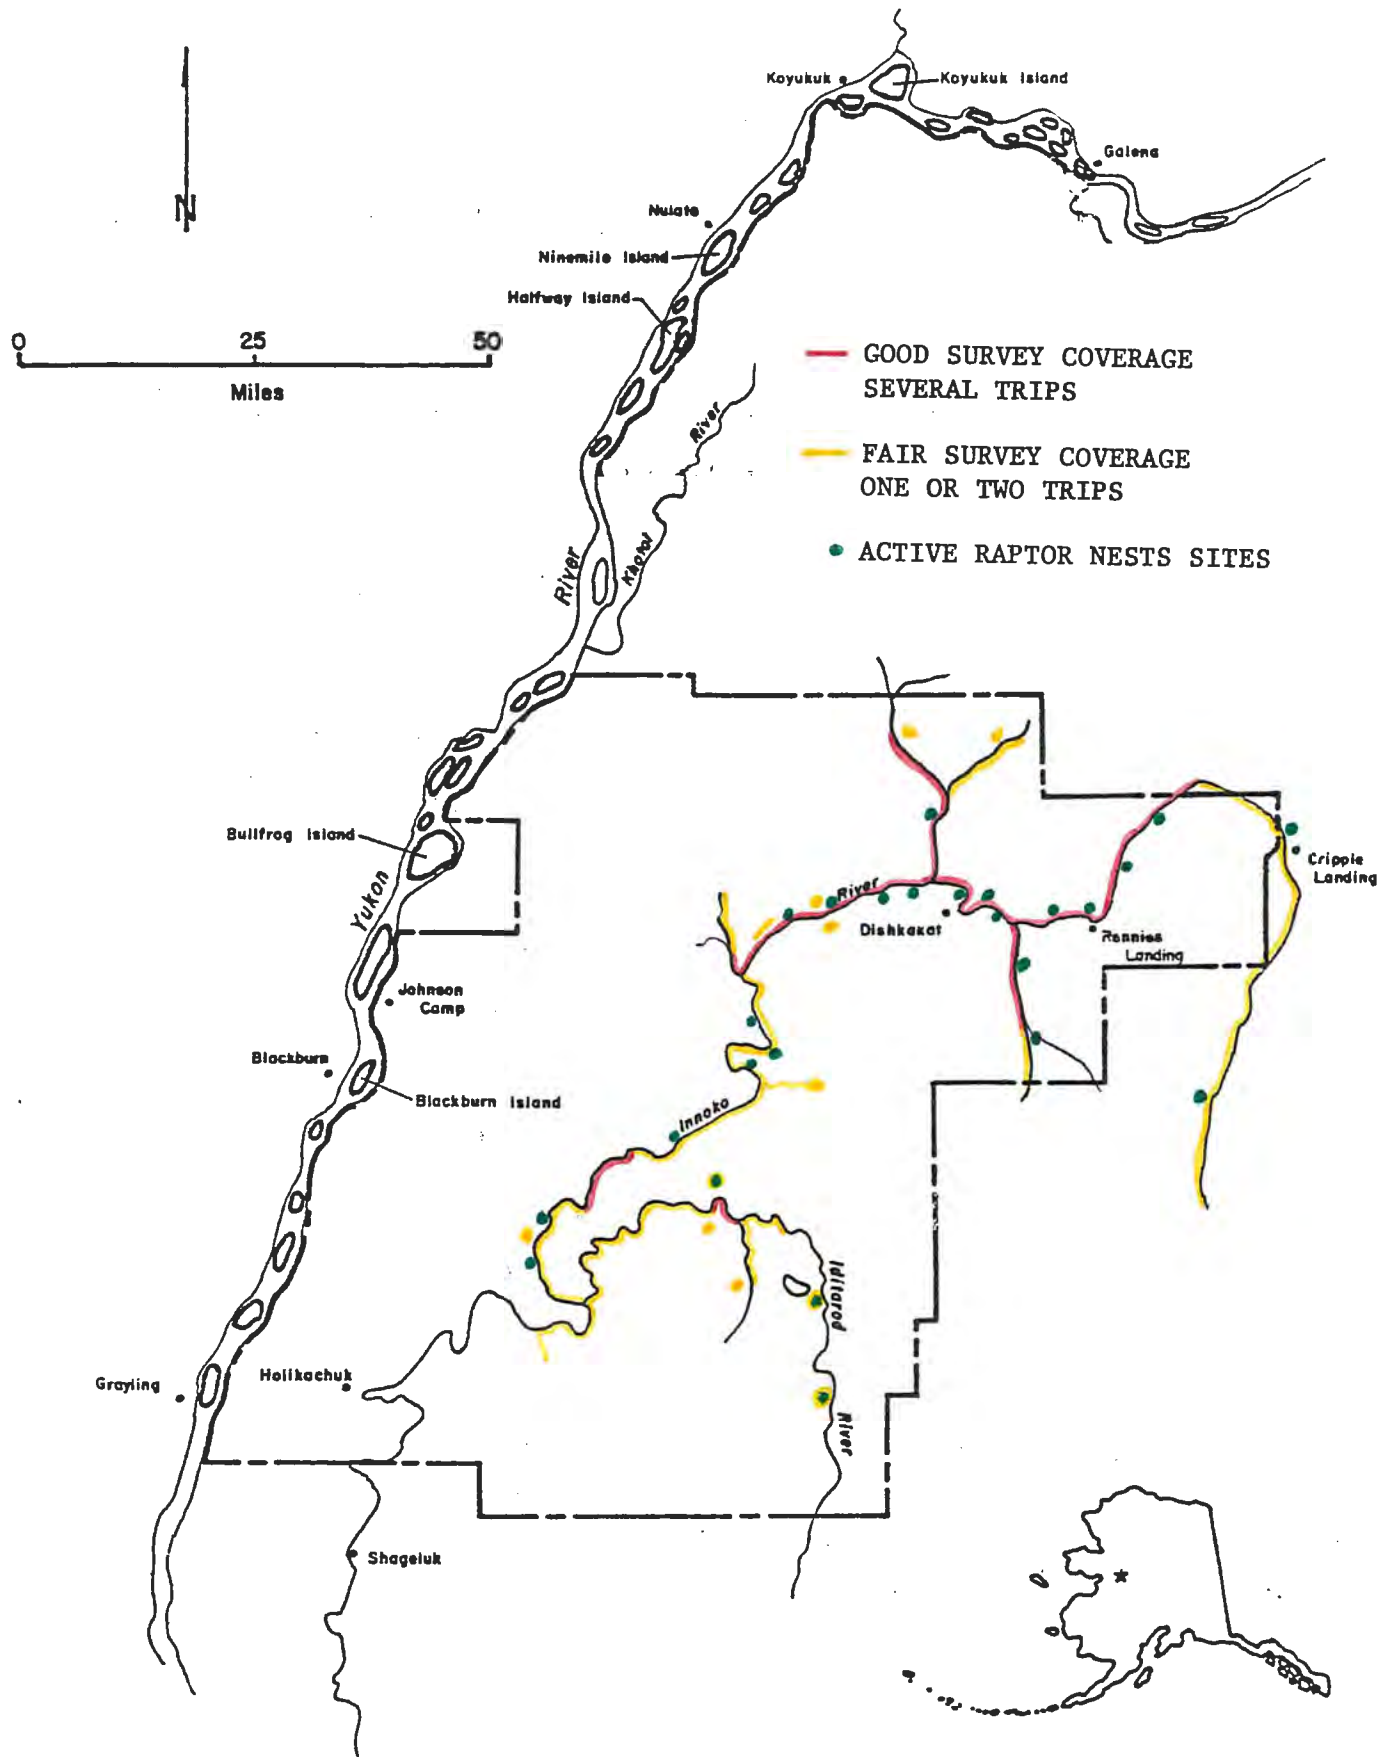 Koyukuk
Koyukuk Island
Galena
Nulato
Ninemile Island
Halfway Island
N
0 25 50
Miles
GOOD SURVEY COVERAGE
SEVERAL TRIPS
FAIR SURVEY COVERAGE
ONE OR TWO TRIPS
ACTIVE RAPTOR NESTS SITES
River
Khotol
River
Bullfrog Island
Yukon
River
Dishkakat
Cripple
Landing
Rennies
Landing
Johnson
Camp
Blackburn
Blackburn Island
Innoko
Iditarod
River
Grayling
Holikachuk
Shageluk
*